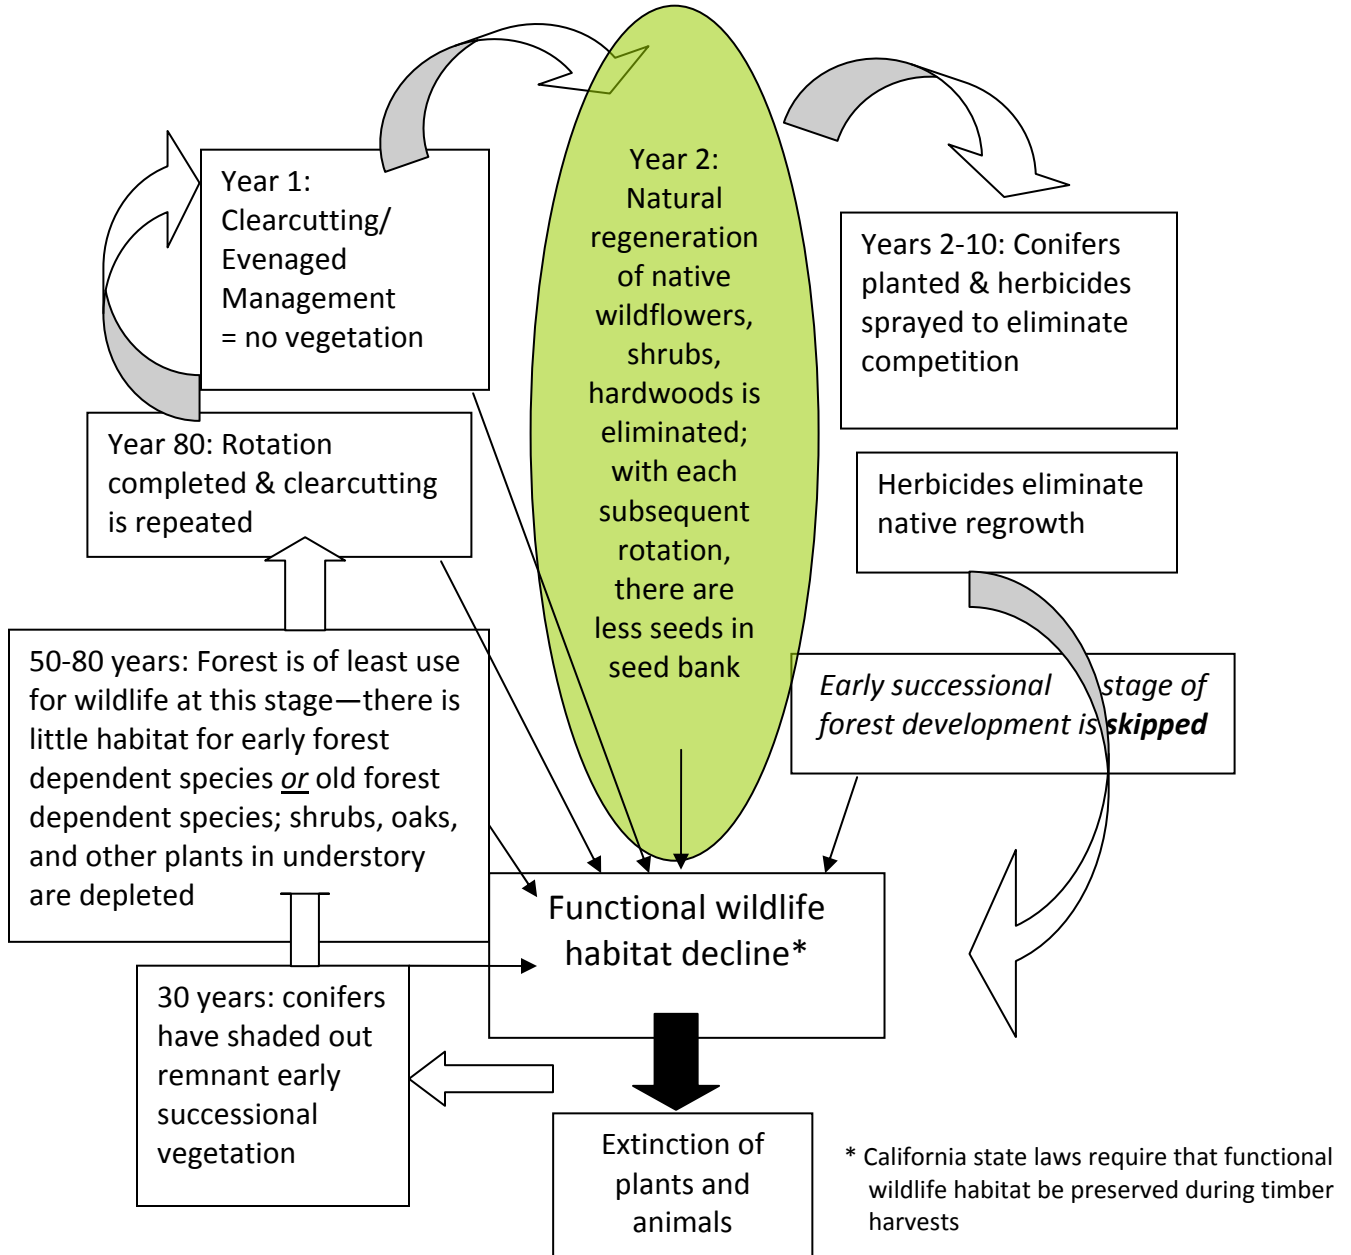 Year 1:
Clearcutting/
Evenaged
Management
= no vegetation
Year 2:
Natural
regeneration
of native
wildflowers,
shrubs,
hardwoods is
eliminated;
with each
subsequent
rotation,
there are
less seeds in
seed bank
Years 2-10: Conifers
planted & herbicides
sprayed to eliminate
competition
Herbicides eliminate
native regrowth
Early successional stage of
forest development is skipped
Year 80: Rotation
completed & clearcutting
is repeated
50-80 years: Forest is of least use
for wildlife at this stage—there is
little habitat for early forest
dependent species or old forest
dependent species; shrubs, oaks,
and other plants in understory
are depleted
Functional wildlife
habitat decline*
30 years: conifers
have shaded out
remnant early
successional
vegetation
Extinction of
plants and
animals
* California state laws require that functional
wildlife habitat be preserved during timber
harvests